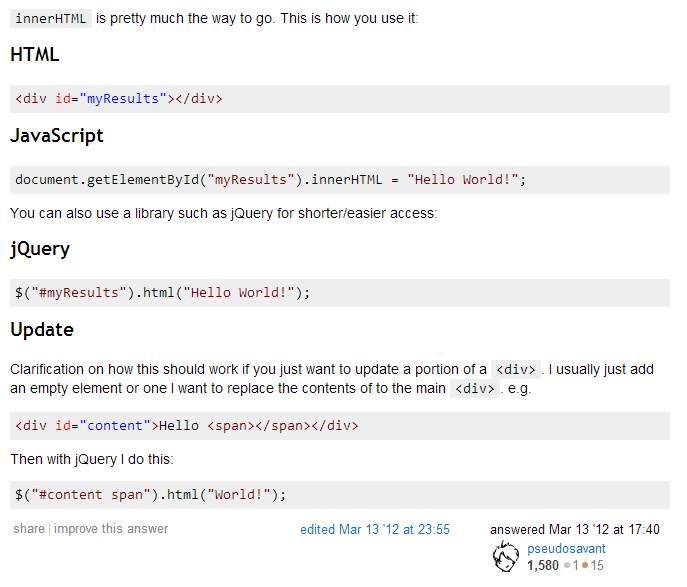 innerHTML is pretty much the way to go. This is how you use it:
HTML
<div id="myResults"></div>
JavaScript
document.getElementById("myResults").innerHTML = "Hello World!";
You can also use a library such as jQuery for shorter/easier access:
jQuery
$("#myResults").html("Hello World!");
Update
Clarification on how this should work if you just want to update a portion of a <div>. I usually just add
an empty element or one I want to replace the contents of to the main <div>. e.g.
<div id="content">Hello <span></span></div>
Then with jQuery I do this:
$("#content span").html("World!");
share | improve this answer edited Mar 13 '12 at 23:55 answered Mar 13 '12 at 17:40
pseudosavant
1,580 ●1 ●15